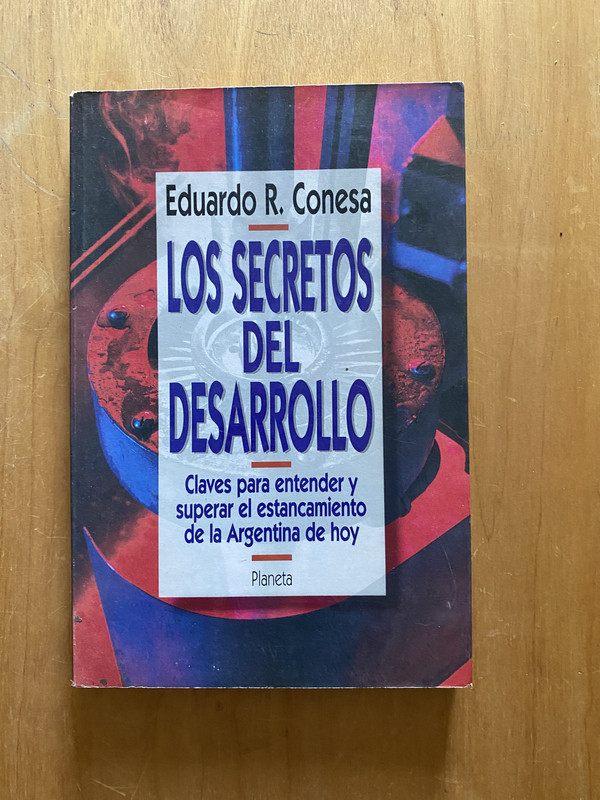 Eduardo R. Conesa
LOS SECRETOS
DEL
DESARROLLO
Claves para entender y
superar el estancamiento
de la Argentina de hoy
Planeta